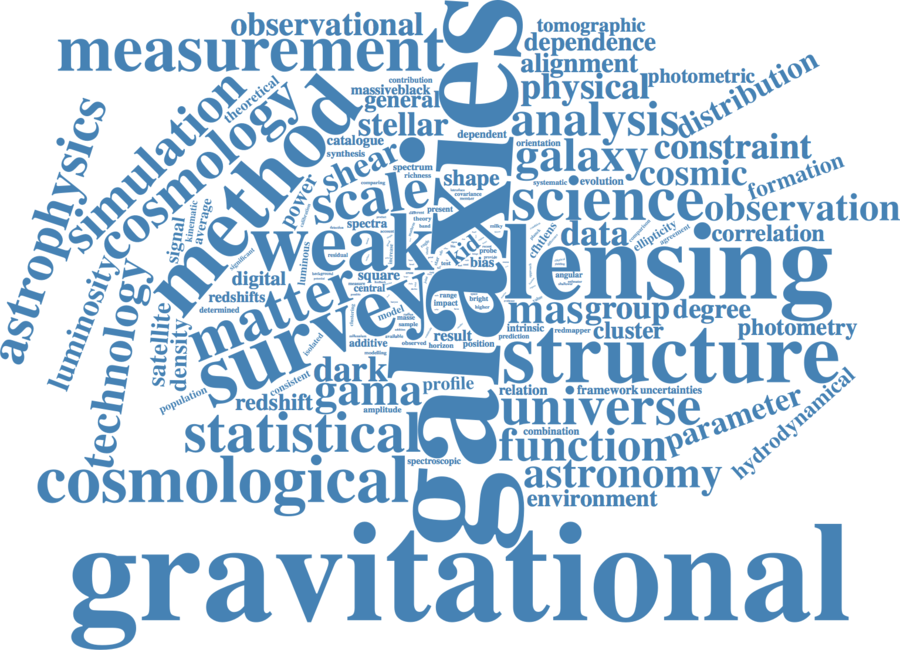 observational
tomographic
measurement
dependence
contribution
alignment
massiveblack
photometric
theoretical
general
physical
distribution
simulation
cosmology
method
stellar
analysis
dependent
catalogue
orientation
synthesis
shear
spectrum
richness
galaxy
constraint
astrophysics
cosmic
shape
systematic
evolution
formation
power
scale
science
observation
signal
kinematic
average
spectra
present
weak
kid
data
cfhtlens
ellipticity
agreement
correlation
luminous
residual
probe
bias
lensing
digital
square
central
angular
luminosity
technology
redshifts
determined
matter
survey
galaxies
model
range
impact
bright
higher
mas
group
degree
satellite
density
sample
intrinsic
redmapper
cluster
photometry
prediction
isolated
additive
observed
horizon
result
position
structure
modelling
dark
consistent
population
redshift
gama
profile
amplitude
relation
framework
uncertainties
universe
parameter
hydrodynamical
statistical
combination
function
spectroscopic
cosmological
astronomy
environment
gravitational